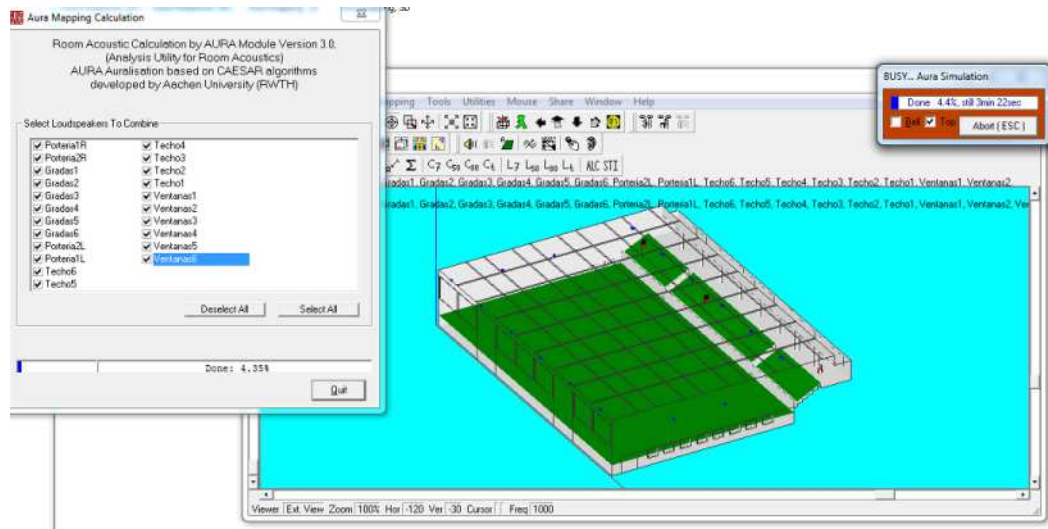 Aura Mapping Calculation
Room Acoustic Calculation by AURA Module Version 3.0,
(Analysis Utility for Room Acoustics)
AURA Auralisation based on CAESAR algorithms
developed by Aachen University (RWTH)
Select Loudspeakers To Combine
Porteria1R Techo4
Porteria2R Techo3
Gradas1 Techo2
Gradas2 Techo1
Gradas3 Ventanas1
Gradas4 Ventanas2
Gradas5 Ventanas3
Gradas6 Ventanas4
Porteria2L Ventanas5
Porteria1L Ventanas6
Techo6
Techo5
Deselect All Select All
Done: 4.35%
Quit
BUSY... Aura Simulation
Done 4.4%, still 3min 22sec
Bell Top Abort ( ESC )
apping Tools Utilities Mouse Share Window Help
Σ C7 C50 C80 Ct L7 L50 L80 Lt ALC STI
radas1, Gradas2, Gradas3, Gradas4, Gradas5, Gradas6, Porteria2L, Porteria1L, Techo6, Techo5, Techo4, Techo3, Techo2, Techo1, Ventanas1, Ventanas2,
radas1, Gradas2, Gradas3, Gradas4, Gradas5, Gradas6, Porteria2L, Porteria1L, Techo6, Techo5, Techo4, Techo3, Techo2, Techo1, Ventanas1, Ventanas2, Ven
Viewer Ext. View Zoom 100% Hor -120 Ver -30 Cursor Freq 1000